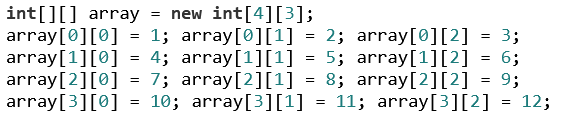 int[][] array = new int[4][3];
array[0][0] = 1; array[0][1] = 2; array[0][2] = 3;
array[1][0] = 4; array[1][1] = 5; array[1][2] = 6;
array[2][0] = 7; array[2][1] = 8; array[2][2] = 9;
array[3][0] = 10; array[3][1] = 11; array[3][2] = 12;